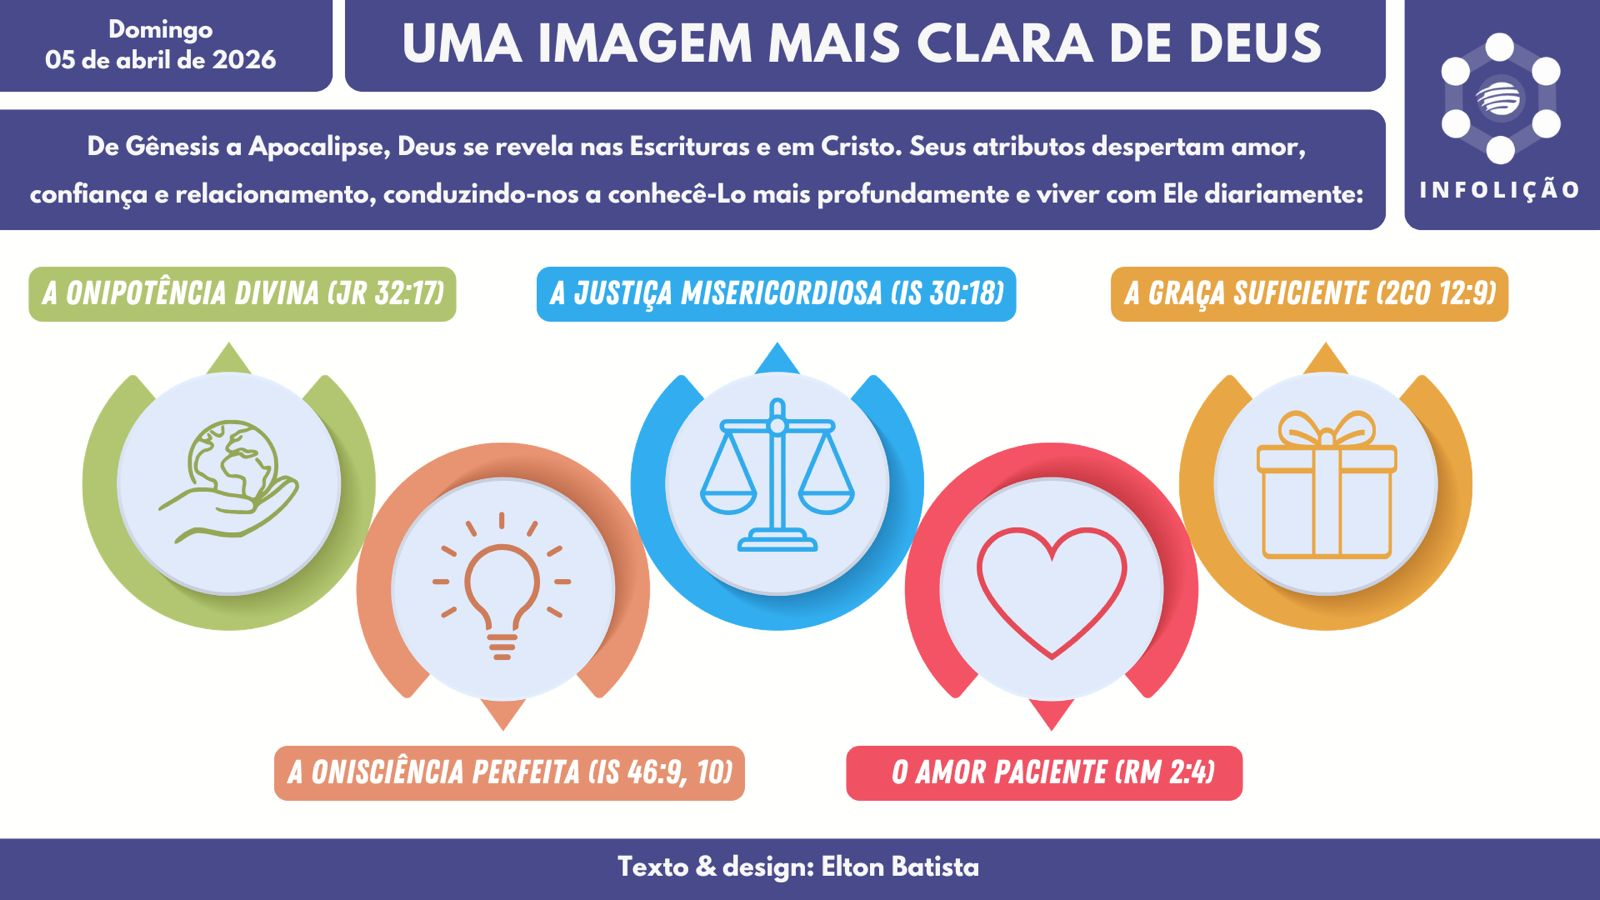 Domingo
05 de abril de 2026
UMA IMAGEM MAIS CLARA DE DEUS
INFOLIÇÃO
De Gênesis a Apocalipse, Deus se revela nas Escrituras e em Cristo. Seus atributos despertam amor,
confiança e relacionamento, conduzindo-nos a conhecê-Lo mais profundamente e viver com Ele diariamente:
A ONIPOTÊNCIA DIVINA (JR 32:17)
A JUSTIÇA MISERICORDIOSA (IS 30:18)
A GRAÇA SUFICIENTE (2CO 12:9)
A ONISCIÊNCIA PERFEITA (IS 46:9, 10)
O AMOR PACIENTE (RM 2:4)
Texto & design: Elton Batista